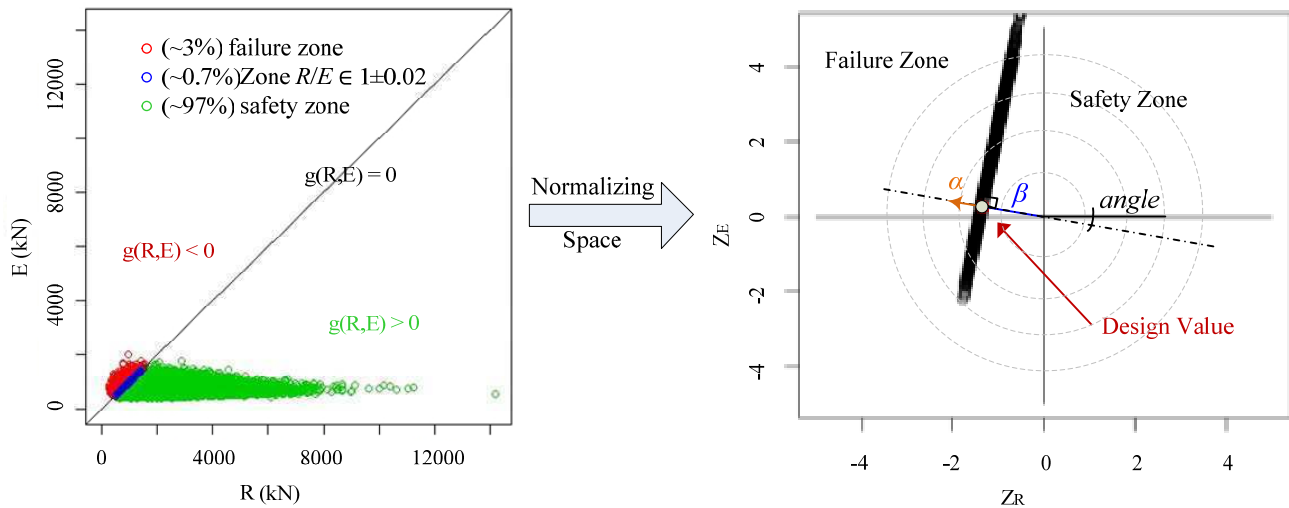 (~3%) failure zone
(~0.7%)Zone R/E ∈ 1±0.02
(~97%) safety zone
g(R,E) = 0
g(R,E) < 0
g(R,E) > 0
E (kN)
0
4000
8000
12000
0
4000
8000
12000
R (kN)
Normalizing
Space
Failure Zone
Safety Zone
α
β
angle
Design Value
Z_E
4
2
0
-2
-4
-4
-2
0
2
4
Z_R